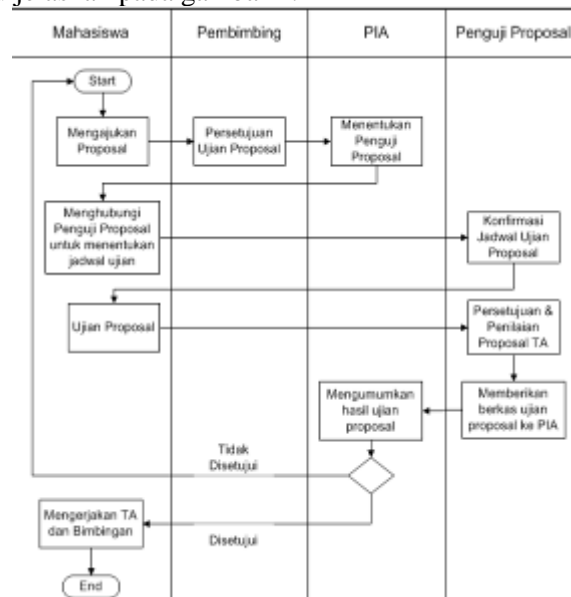 Mahasiswa
Pembimbing
PIA
Penguji Proposal
Start
Mengajukan
Proposal
Persetujuan
Ujian Proposal
Menentukan
Penguji
Proposal
Menghubungi
Penguji Proposal
untuk menentukan
jadwal ujian
Konfirmasi
Jadwal Ujian
Proposal
Ujian Proposal
Persetujuan &
Penilaian
Proposal TA
Mengumumkan
hasil ujian
proposal
Memberikan
berkas ujian
proposal ke PIA
Tidak
Disetujui
Mengerjakan TA
dan Bimbingan
Disetujui
End